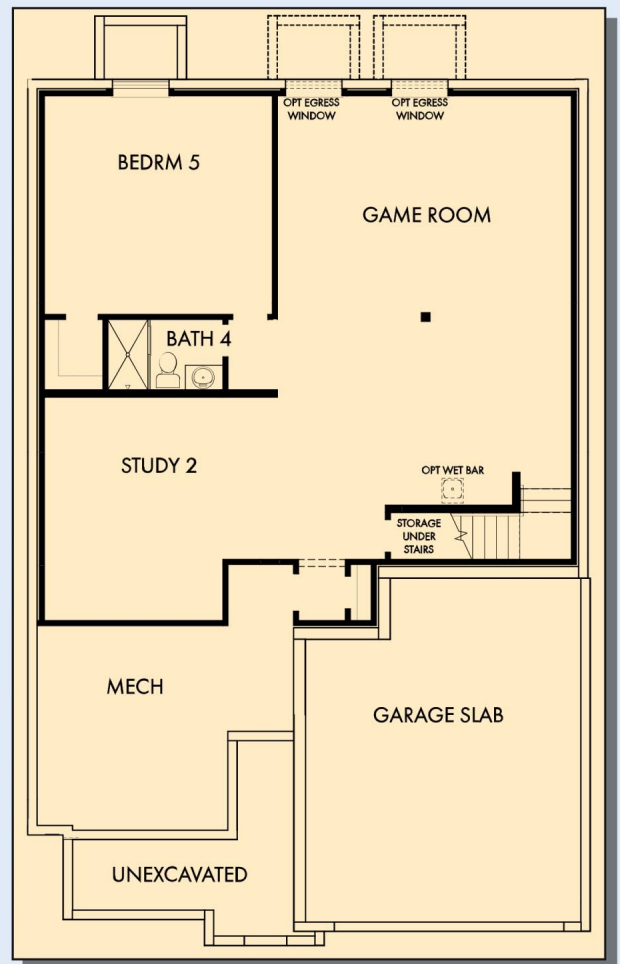 OPT EGRESS
WINDOW
OPT EGRESS
WINDOW
BEDRM 5
GAME ROOM
BATH 4
STUDY 2
OPT WET BAR
STORAGE
UNDER
STAIRS
MECH
GARAGE SLAB
UNEXCAVATED